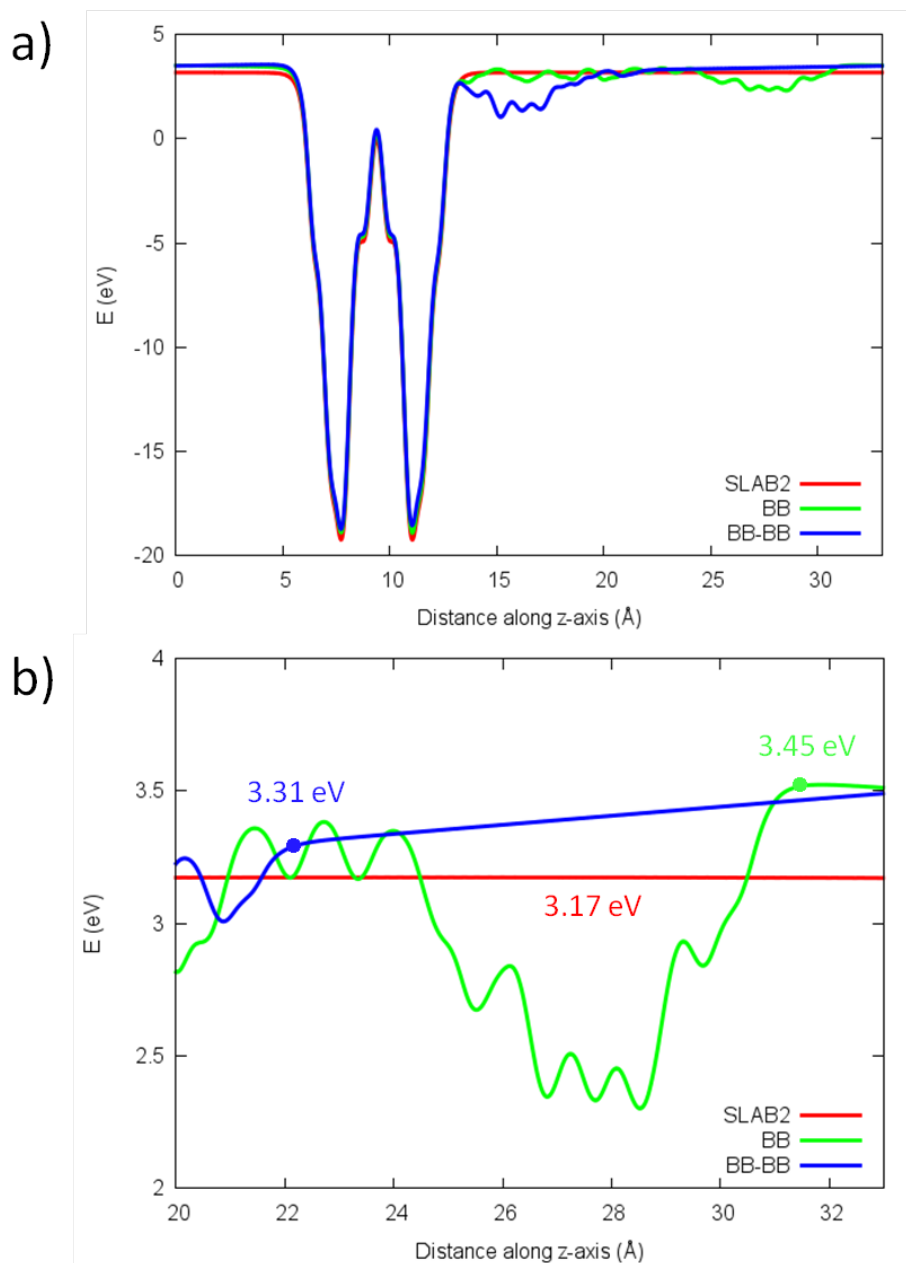 a)
5
0
-5
-10
-15
-20
E (eV)
SLAB2
BB
BB-BB
0 5 10 15 20 25 30
Distance along z-axis (Å)
b)
4
3.5
3
2.5
2
E (eV)
3.45 eV
3.31 eV
3.17 eV
SLAB2
BB
BB-BB
20 22 24 26 28 30 32
Distance along z-axis (Å)